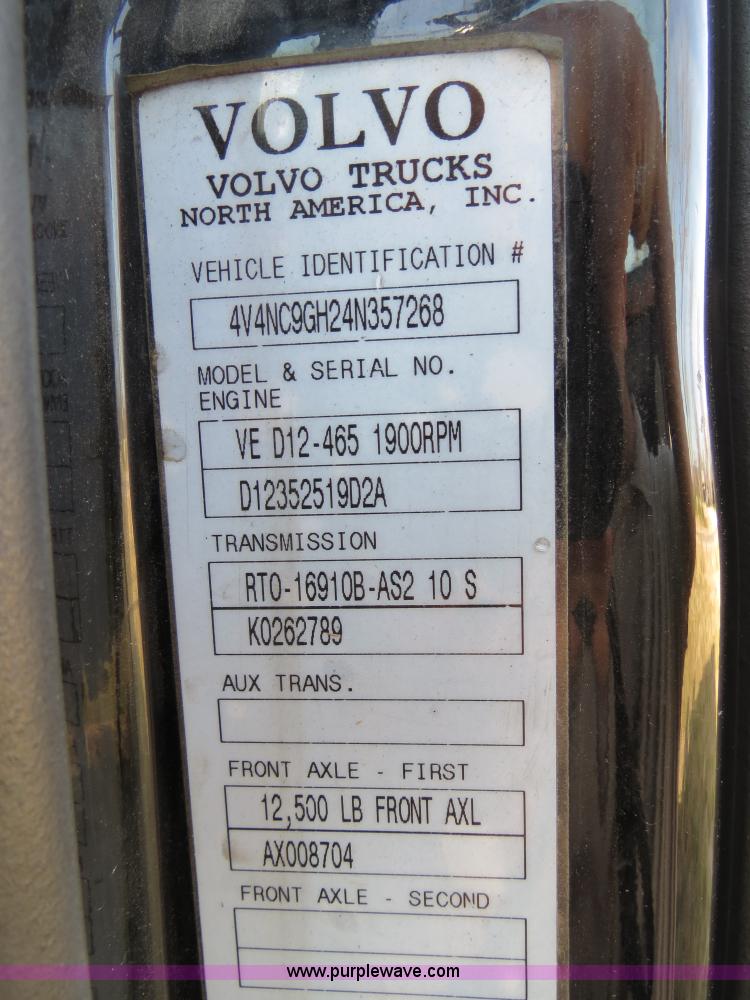 VOLVO
VOLVO TRUCKS
NORTH AMERICA, INC.
VEHICLE IDENTIFICATION #
4V4NC9GH24N357268
MODEL & SERIAL NO.
ENGINE
VE D12-465 1900RPM
D12352519D2A
TRANSMISSION
RTO-16910B-AS2 10 S
K0262789
AUX TRANS.
FRONT AXLE - FIRST
12,500 LB FRONT AXL
AX008704
FRONT AXLE - SECOND
www.purplewave.com